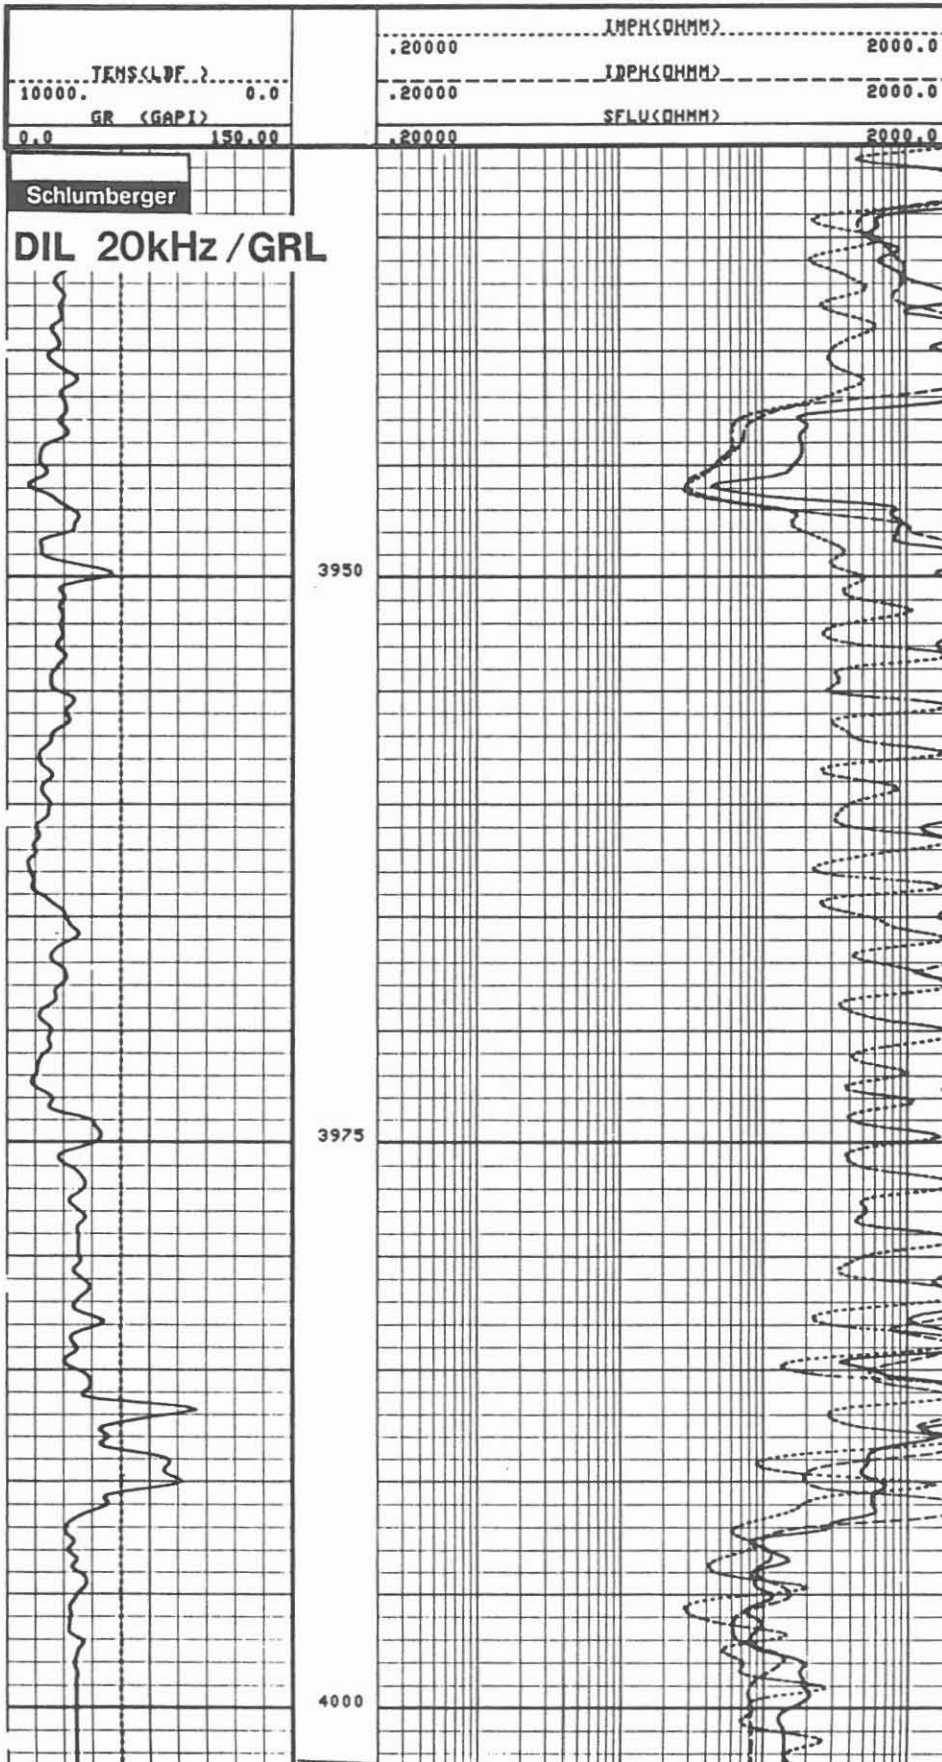 IMPH(OHMM)
.20000 2000.0
TENS(LBF ) IDPH(OHMM)
10000. 0.0 .20000 2000.0
GR (GAPI) SFLU(OHMM)
0.0 150.00 .20000 2000.0
Schlumberger
DIL 20kHz / GRL
3950
3975
4000